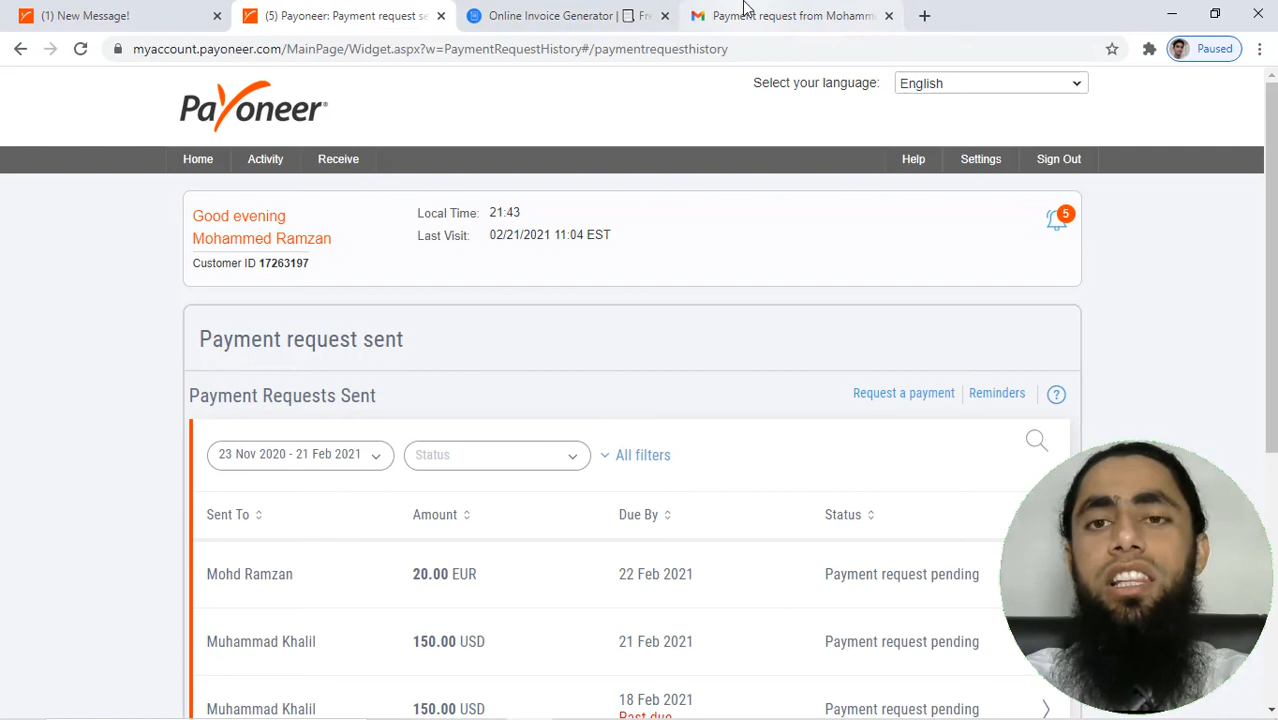 (1) New Message!
(5) Payoneer: Payment request se
Online Invoice Generator | Fre
Payment request from Mohamm
myaccount.payoneer.com/MainPage/Widget.aspx?w=PaymentRequestHistory#/paymentrequesthistory
Paused
Payoneer®
Select your language: English
Home Activity Receive Help Settings Sign Out
Good evening
Mohammed Ramzan
Customer ID 17263197
Local Time: 21:43
Last Visit: 02/21/2021 11:04 EST
5
Payment request sent
Payment Requests Sent
Request a payment Reminders ?
23 Nov 2020 - 21 Feb 2021 Status All filters
Sent To Amount Due By Status
Mohd Ramzan 20.00 EUR 22 Feb 2021 Payment request pending
Muhammad Khalil 150.00 USD 21 Feb 2021 Payment request pending
Muhammad Khalil 150.00 USD 18 Feb 2021 Payment request pending
Past due